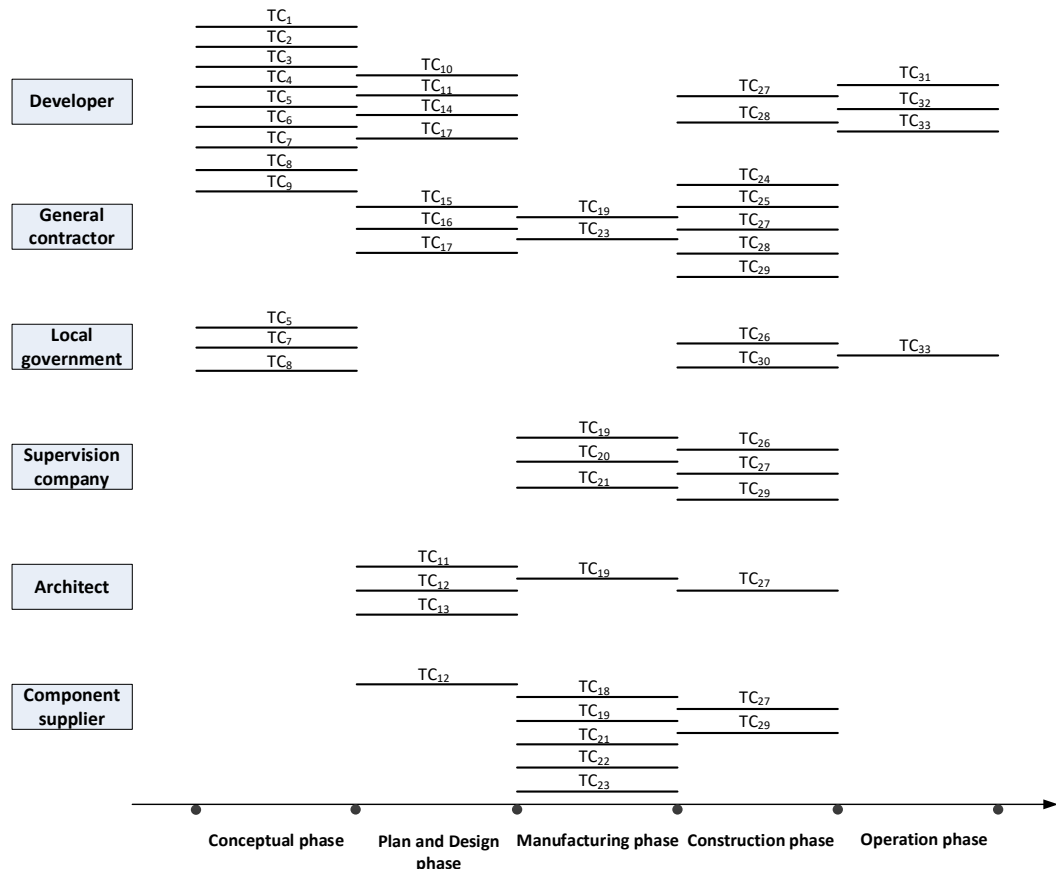 TC1
TC2
TC3
TC4
TC5
TC6
TC7
TC8
TC9
TC10
TC11
TC14
TC17
TC27
TC28
TC31
TC32
TC33
Developer
TC15
TC16
TC17
TC19
TC23
TC24
TC25
TC27
TC28
TC29
General
contractor
TC5
TC7
TC8
TC26
TC30
TC33
Local
government
TC19
TC20
TC21
TC26
TC27
TC29
Supervision
company
TC11
TC12
TC13
TC19
TC27
Architect
TC12
TC18
TC19
TC21
TC22
TC23
TC27
TC29
Component
supplier
Conceptual phase
Plan and Design
phase
Manufacturing phase
Construction phase
Operation phase